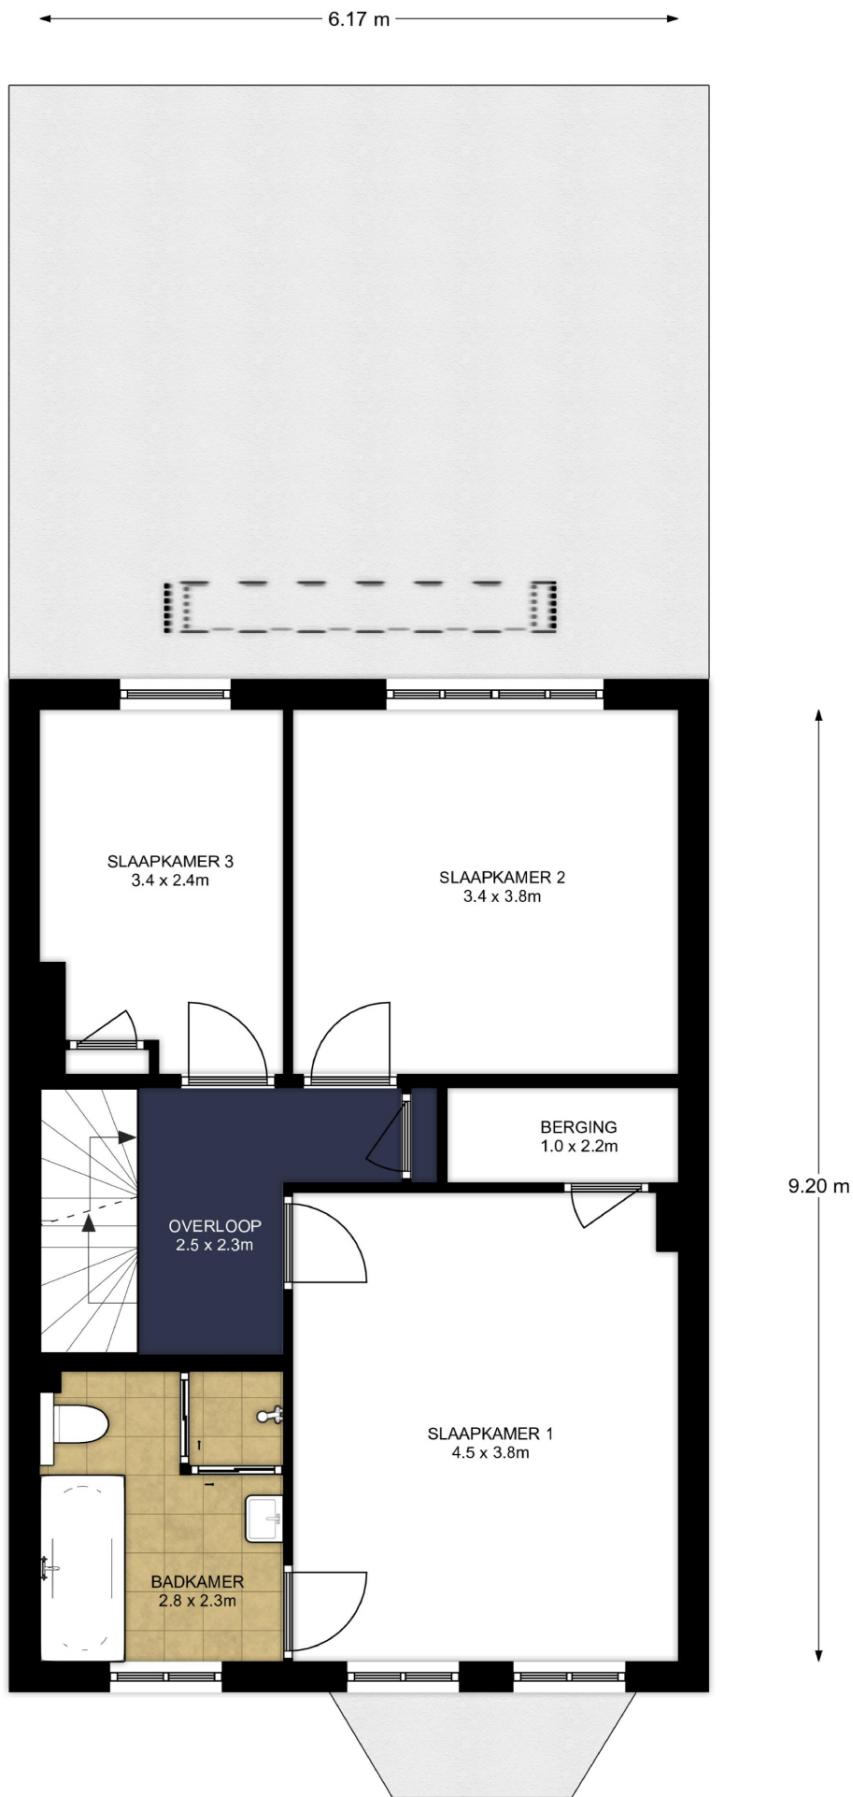 6.17 m
SLAAPKAMER 3
3.4 x 2.4m
SLAAPKAMER 2
3.4 x 3.8m
BERGING
1.0 x 2.2m
9.20 m
OVERLOOP
2.5 x 2.3m
SLAAPKAMER 1
4.5 x 3.8m
BADKAMER
2.8 x 2.3m